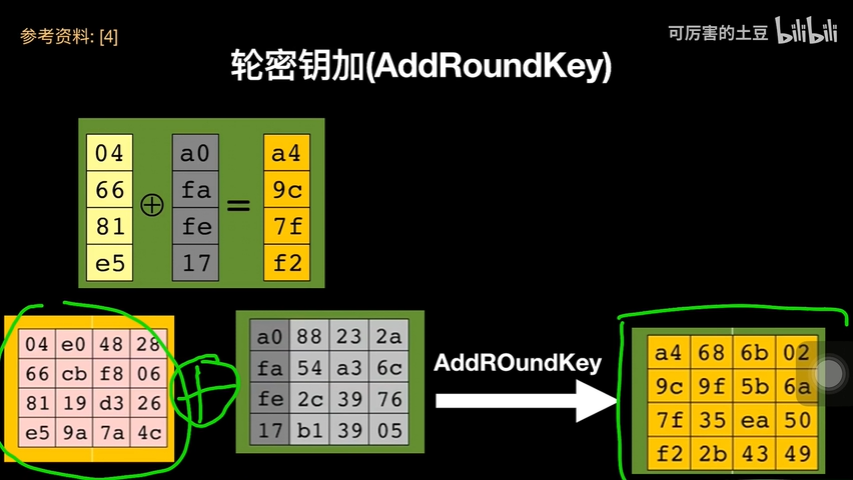 参考资料: [4]
可厉害的土豆 bilibili
轮密钥加(AddRoundKey)
04 a0 a4
66 fa 9c
⊕ =
81 fe 7f
e5 17 f2
04 e0 48 28
66 cb f8 06
81 19 d3 26
e5 9a 7a 4c
a0 88 23 2a
fa 54 a3 6c
fe 2c 39 76
17 b1 39 05
AddROundKey
a4 68 6b 02
9c 9f 5b 6a
7f 35 ea 50
f2 2b 43 49